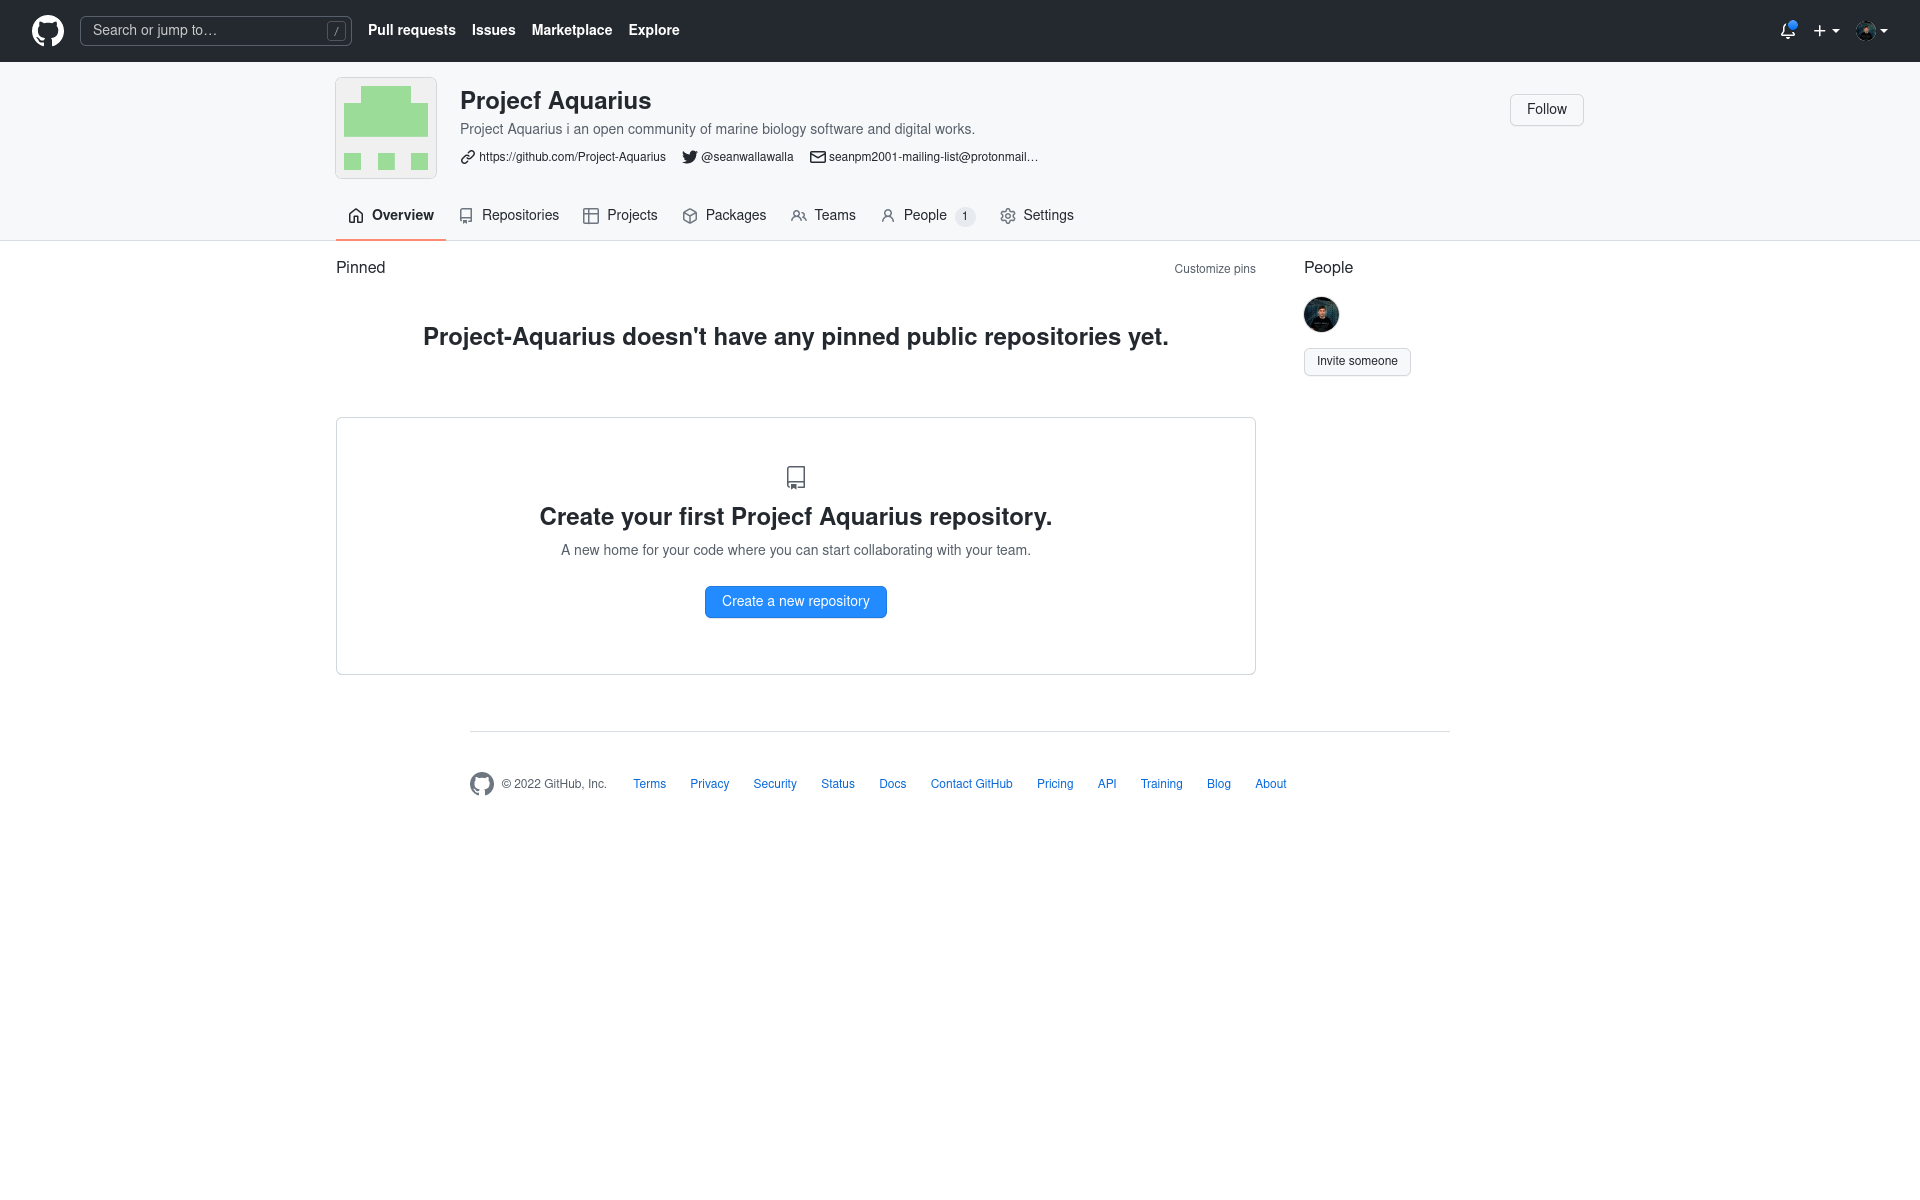 Search or jump to… /
Pull requests Issues Marketplace Explore
Projecf Aquarius
Follow
Project Aquarius i an open community of marine biology software and digital works.
https://github.com/Project-Aquarius @seanwallawalla seanpm2001-mailing-list@protonmail…
Overview Repositories Projects Packages Teams People 1 Settings
Pinned Customize pins
People
Project-Aquarius doesn't have any pinned public repositories yet.
Invite someone
Create your first Projecf Aquarius repository.
A new home for your code where you can start collaborating with your team.
Create a new repository
© 2022 GitHub, Inc. Terms Privacy Security Status Docs Contact GitHub Pricing API Training Blog About